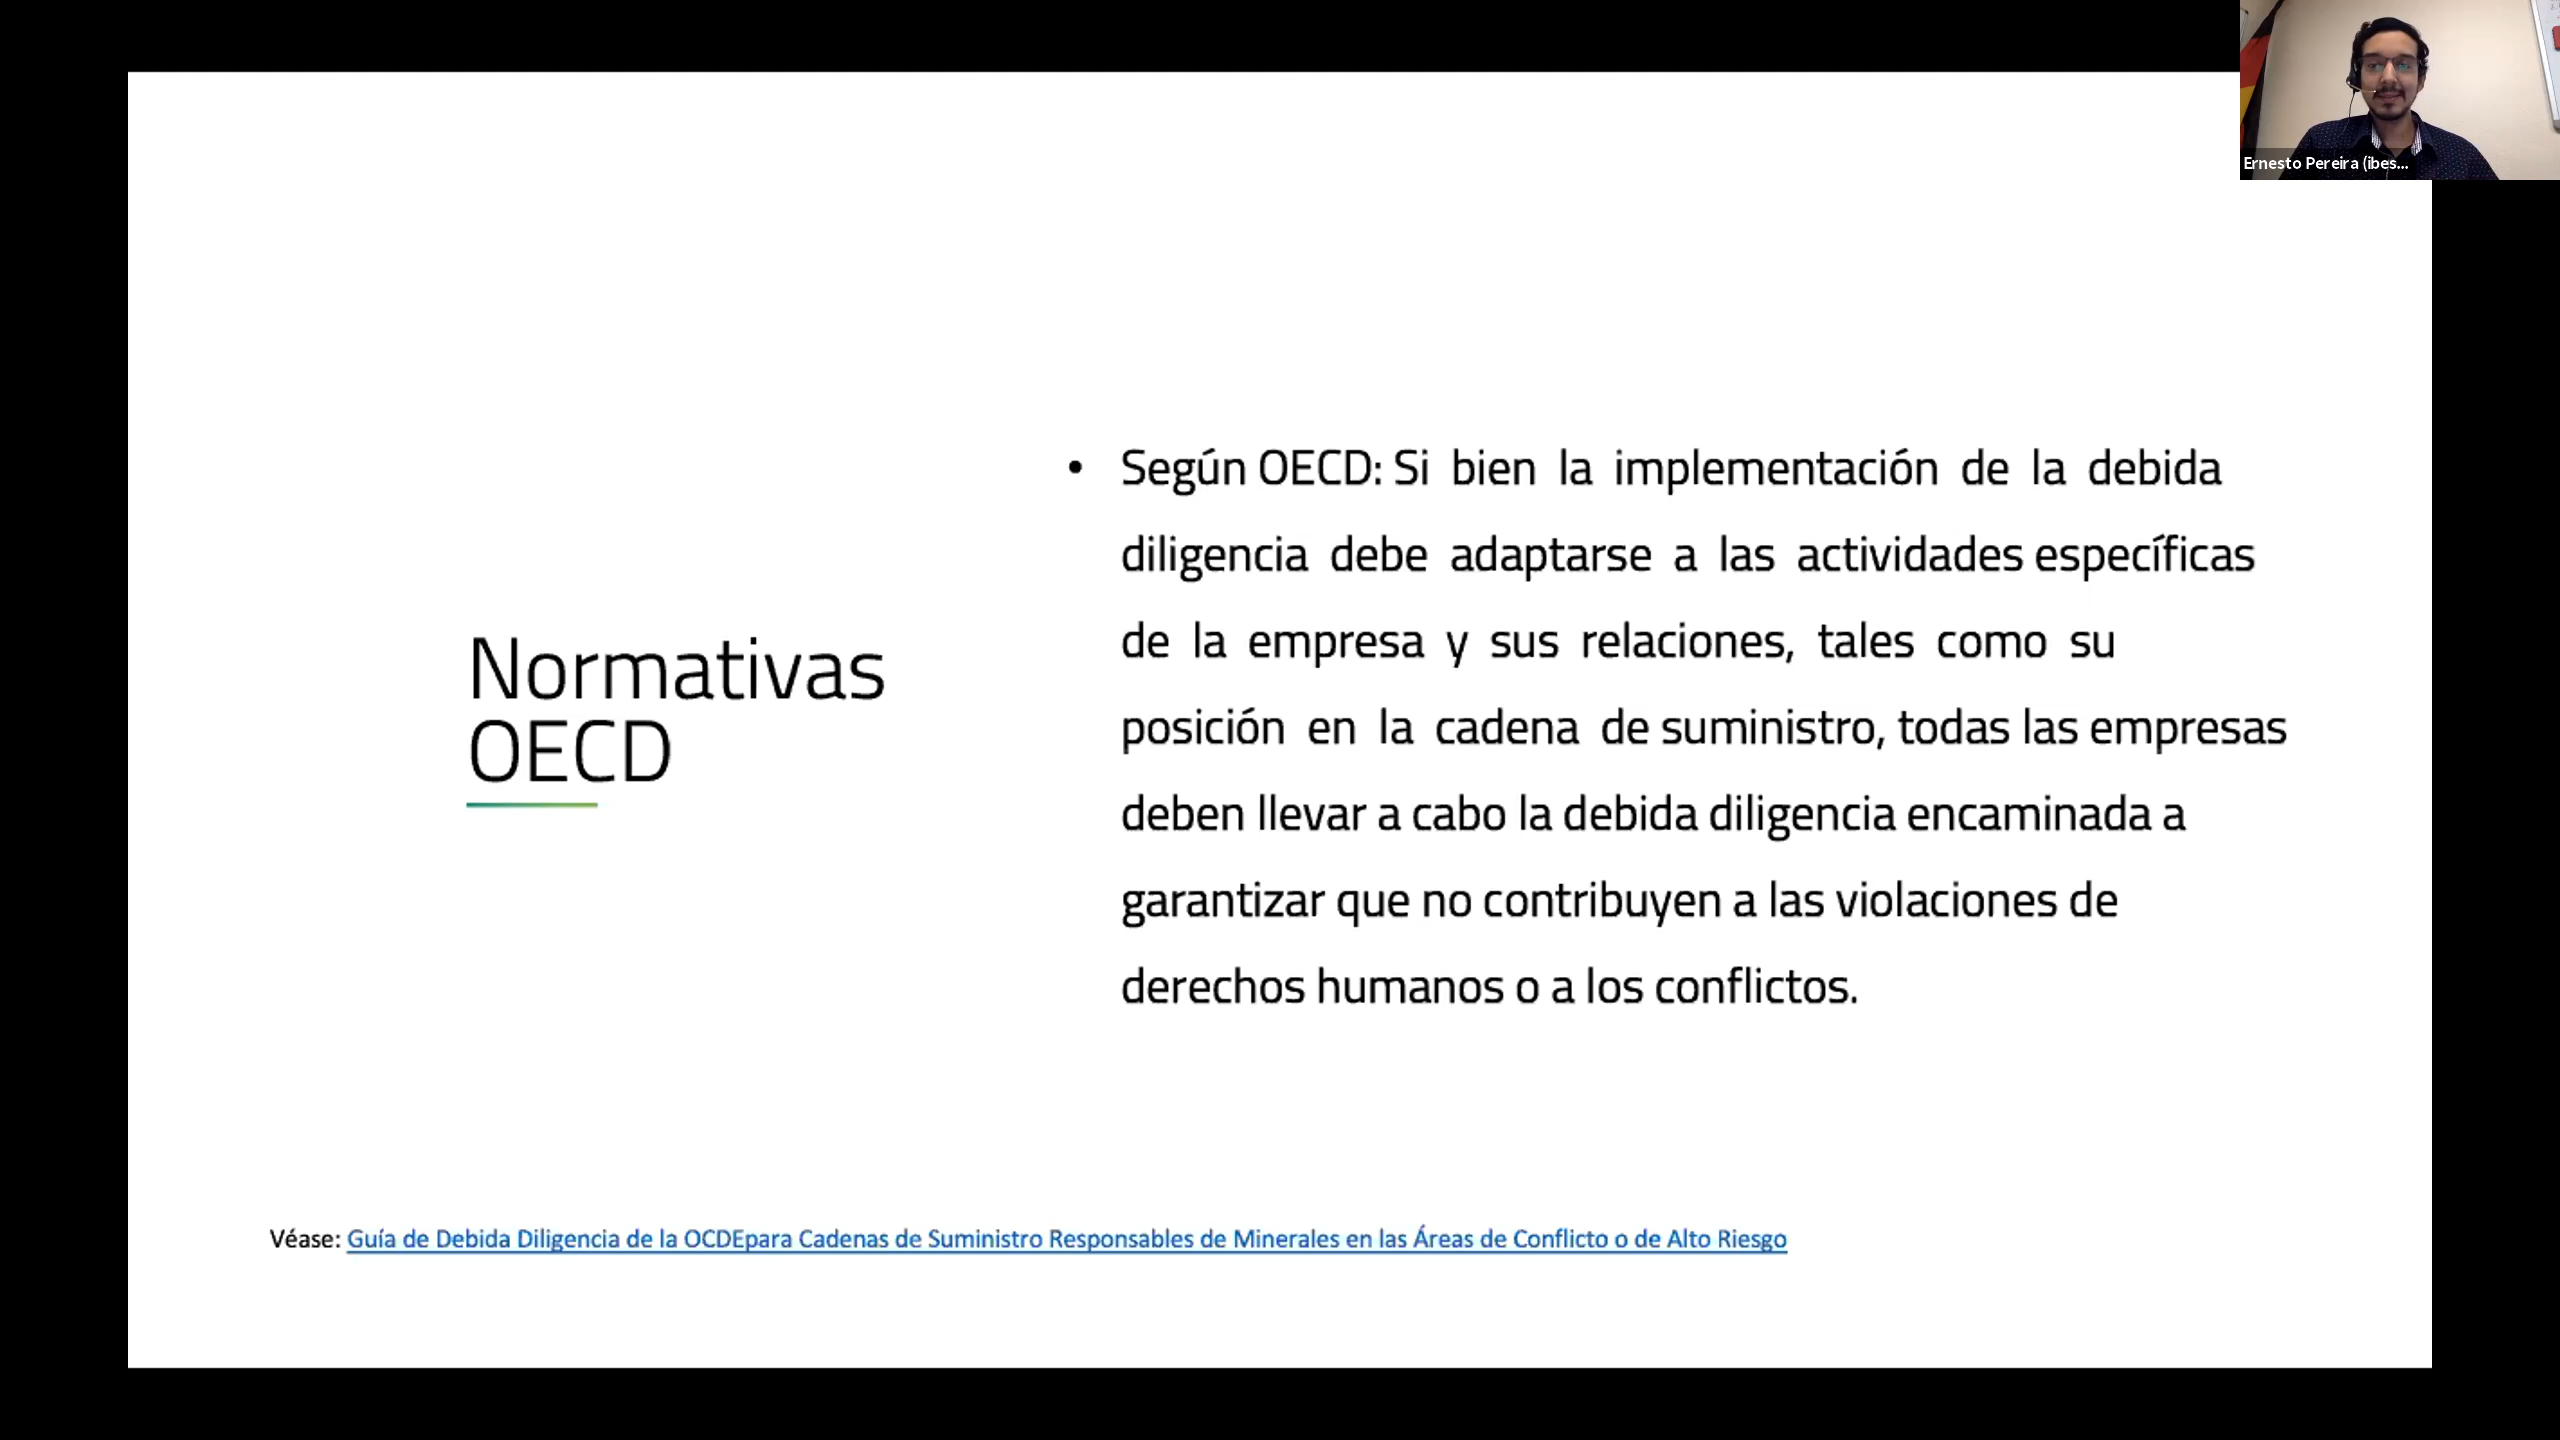 Ernesto Pereira (ibes...
Normativas
OECD
• Según OECD: Si bien la implementación de la debida
diligencia debe adaptarse a las actividades específicas
de la empresa y sus relaciones, tales como su
posición en la cadena de suministro, todas las empresas
deben llevar a cabo la debida diligencia encaminada a
garantizar que no contribuyen a las violaciones de
derechos humanos o a los conflictos.
Véase: Guía de Debida Diligencia de la OCDEpara Cadenas de Suministro Responsables de Minerales en las Áreas de Conflicto o de Alto Riesgo